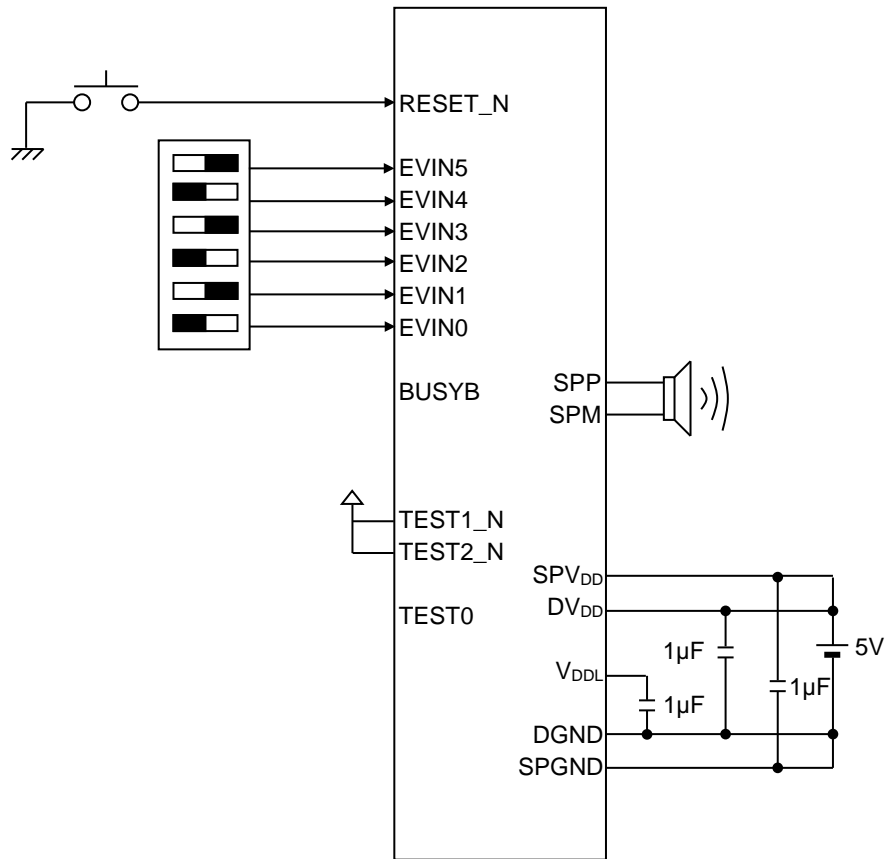 RESET_N
EVIN5
EVIN4
EVIN3
EVIN2
EVIN1
EVIN0
BUSYB
SPP
SPM
TEST1_N
TEST2_N
TEST0
SPVDD
DVDD
5V
1µF
VDDL
1µF
1µF
DGND
SPGND